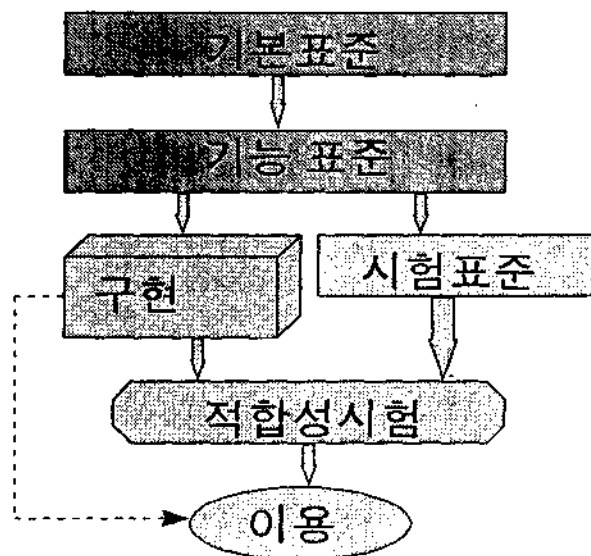 기본표준
기능 표준
구현
시험표준
적합성시험
이용